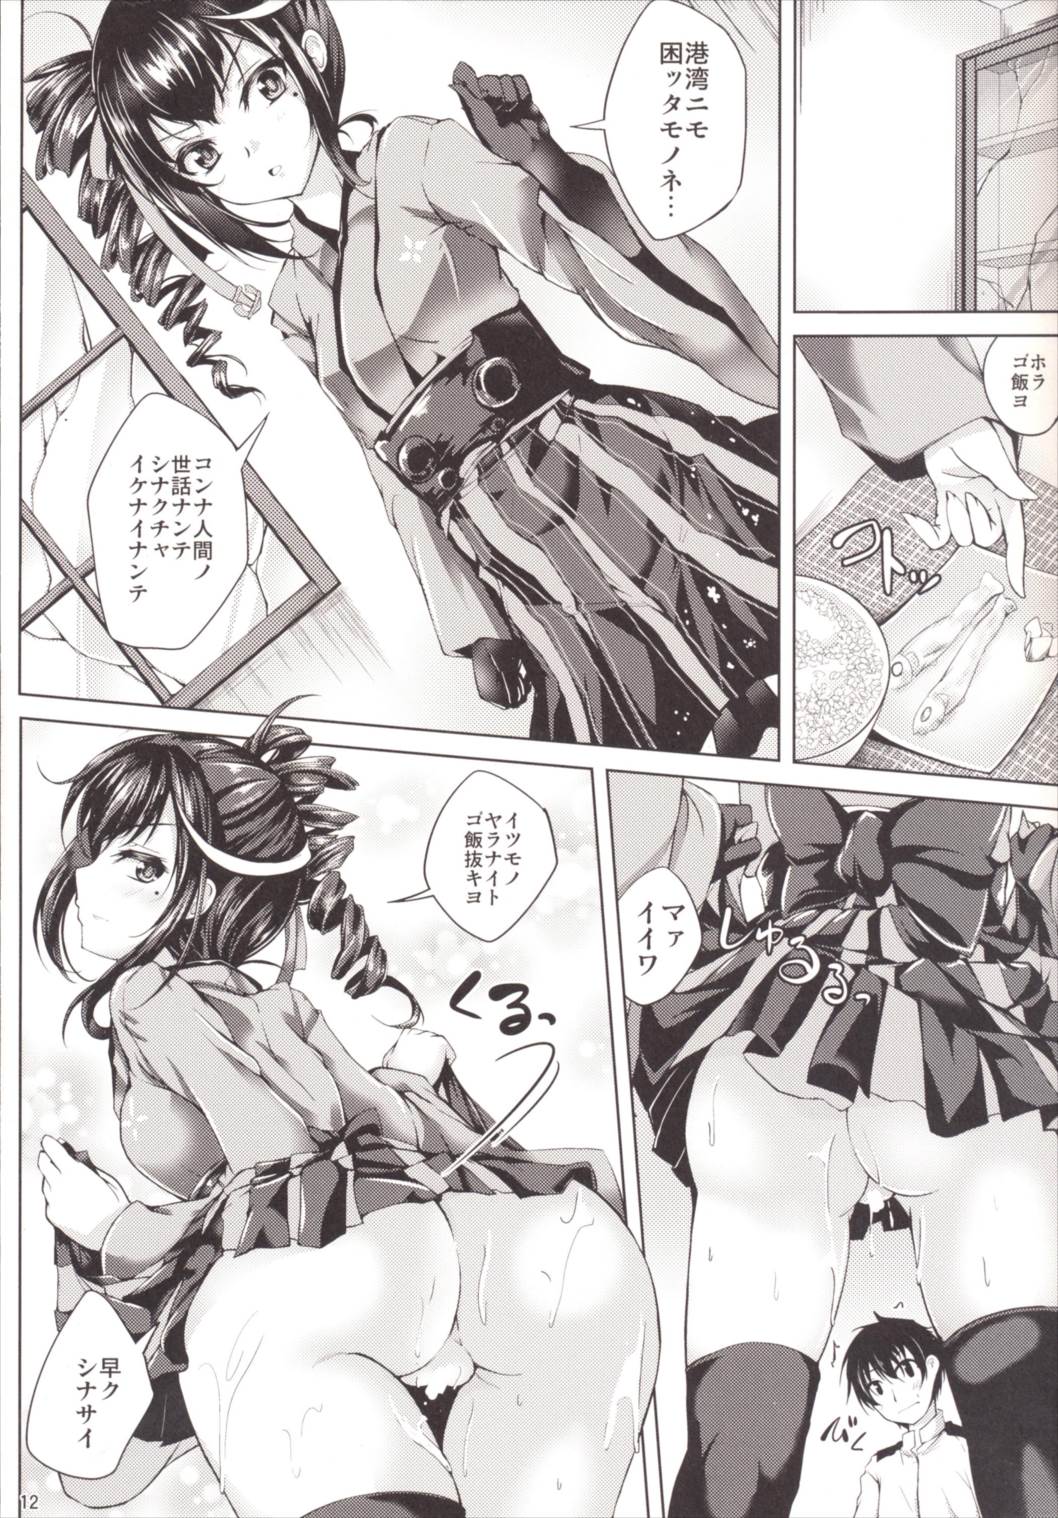 港湾ニモ
困ッタモノネ…
コンナ人間ノ
世話ナンテ
シナクチャ
イケナイナンテ
ホラ
ゴ飯ヨ
コトッ
マァ
イイワ
しゅるるっ
びく
イツモノ
ヤラナイト
ゴ飯抜キヨ
くるっ
早ク
シナサイ
12